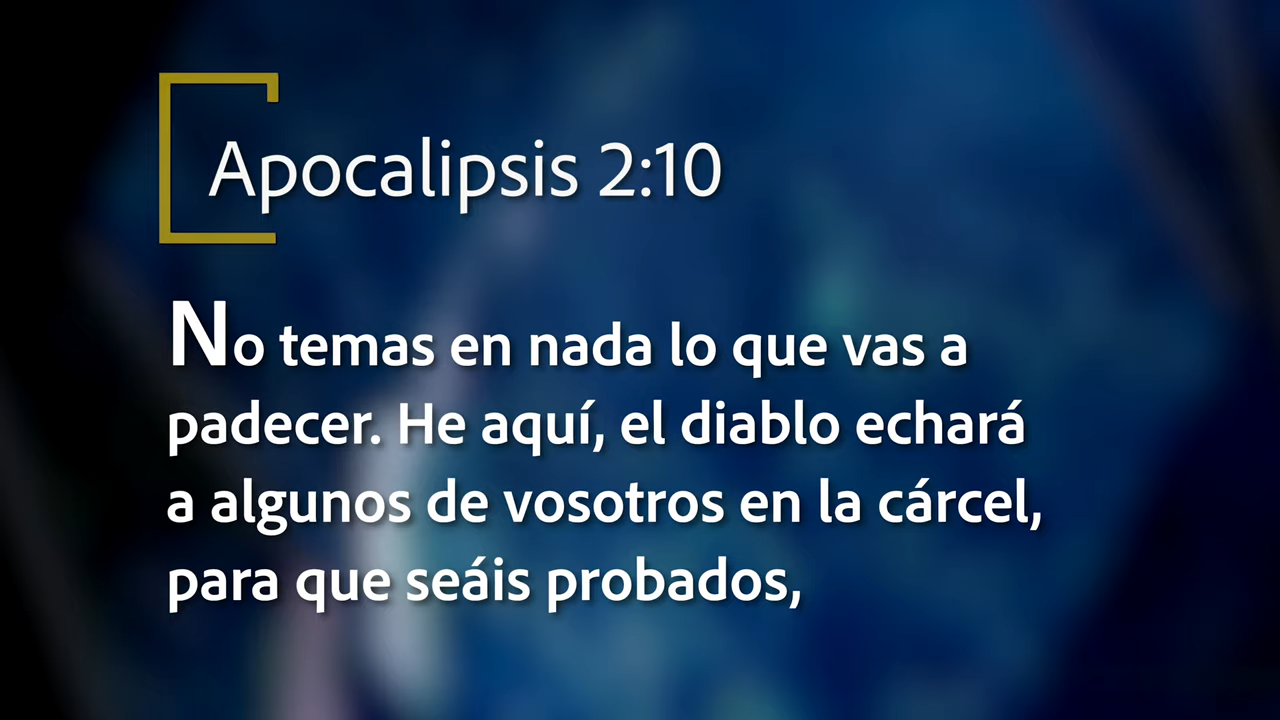 Apocalipsis 2:10
No temas en nada lo que vas a
padecer. He aquí, el diablo echará
a algunos de vosotros en la cárcel,
para que seáis probados,